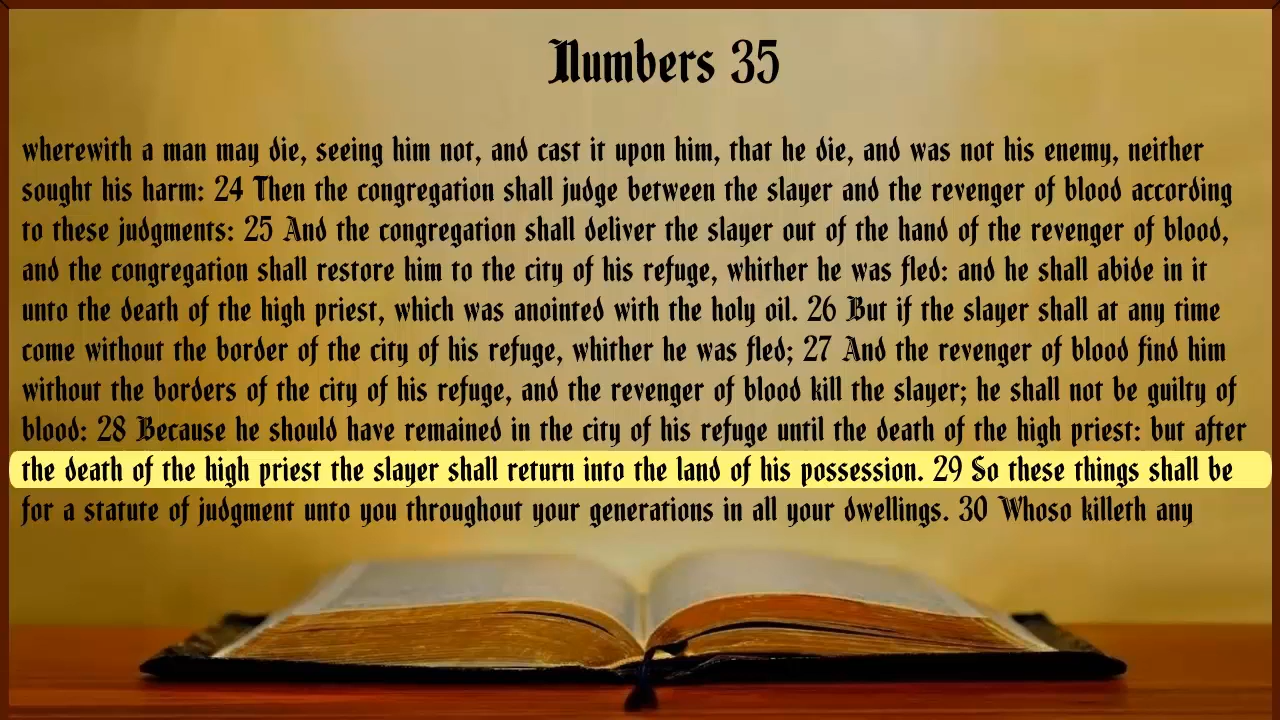 Numbers 35
wherewith a man may die, seeing him not, and cast it upon him, that he die, and was not his enemy, neither
sought his harm: 24 Then the congregation shall judge between the slayer and the revenger of blood according
to these judgments: 25 And the congregation shall deliver the slayer out of the hand of the revenger of blood,
and the congregation shall restore him to the city of his refuge, whither he was fled: and he shall abide in it
unto the death of the high priest, which was anointed with the holy oil. 26 But if the slayer shall at any time
come without the border of the city of his refuge, whither he was fled; 27 And the revenger of blood find him
without the borders of the city of his refuge, and the revenger of blood kill the slayer; he shall not be guilty of
blood: 28 Because he should have remained in the city of his refuge until the death of the high priest: but after
the death of the high priest the slayer shall return into the land of his possession. 29 So these things shall be
for a statute of judgment unto you throughout your generations in all your dwellings. 30 Whoso killeth any